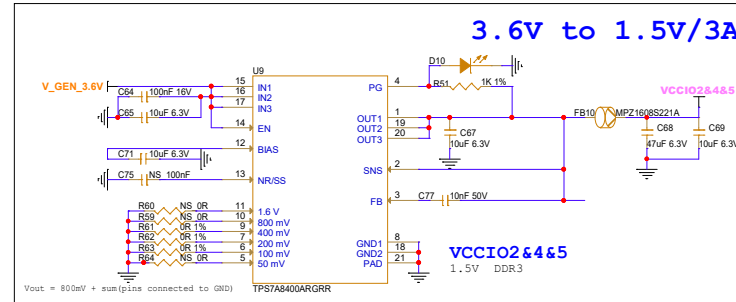 3.6V to 1.5V/3A
U9
D10
V_GEN_3.6V
C64 100nF 16V
C65 10uF 6.3V
C71 10uF 6.3V
C75 NS_100nF
R60 NS_0R
R59 NS_0R
R61 0R 1%
R62 0R 1%
R63 0R 1%
R64 NS_0R
15 IN1
16 IN2
17 IN3
14 EN
12 BIAS
13 NR/SS
11 1.6 V
10 800 mV
9 400 mV
7 200 mV
6 100 mV
5 50 mV
PG 4
OUT1 1
OUT2 19
OUT3 20
SNS 2
FB 3
GND1 8
GND2 18
PAD 21
TPS7A8400ARGRR
R51 1K 1%
C67
10uF 6.3V
C77 10nF 50V
FB10 MPZ1608S221A
VCCIO2&4&5
C68
47uF 6.3V
C69
10uF 6.3V
VCCIO2&4&5
1.5V DDR3
Vout = 800mV + sum(pins connected to GND)